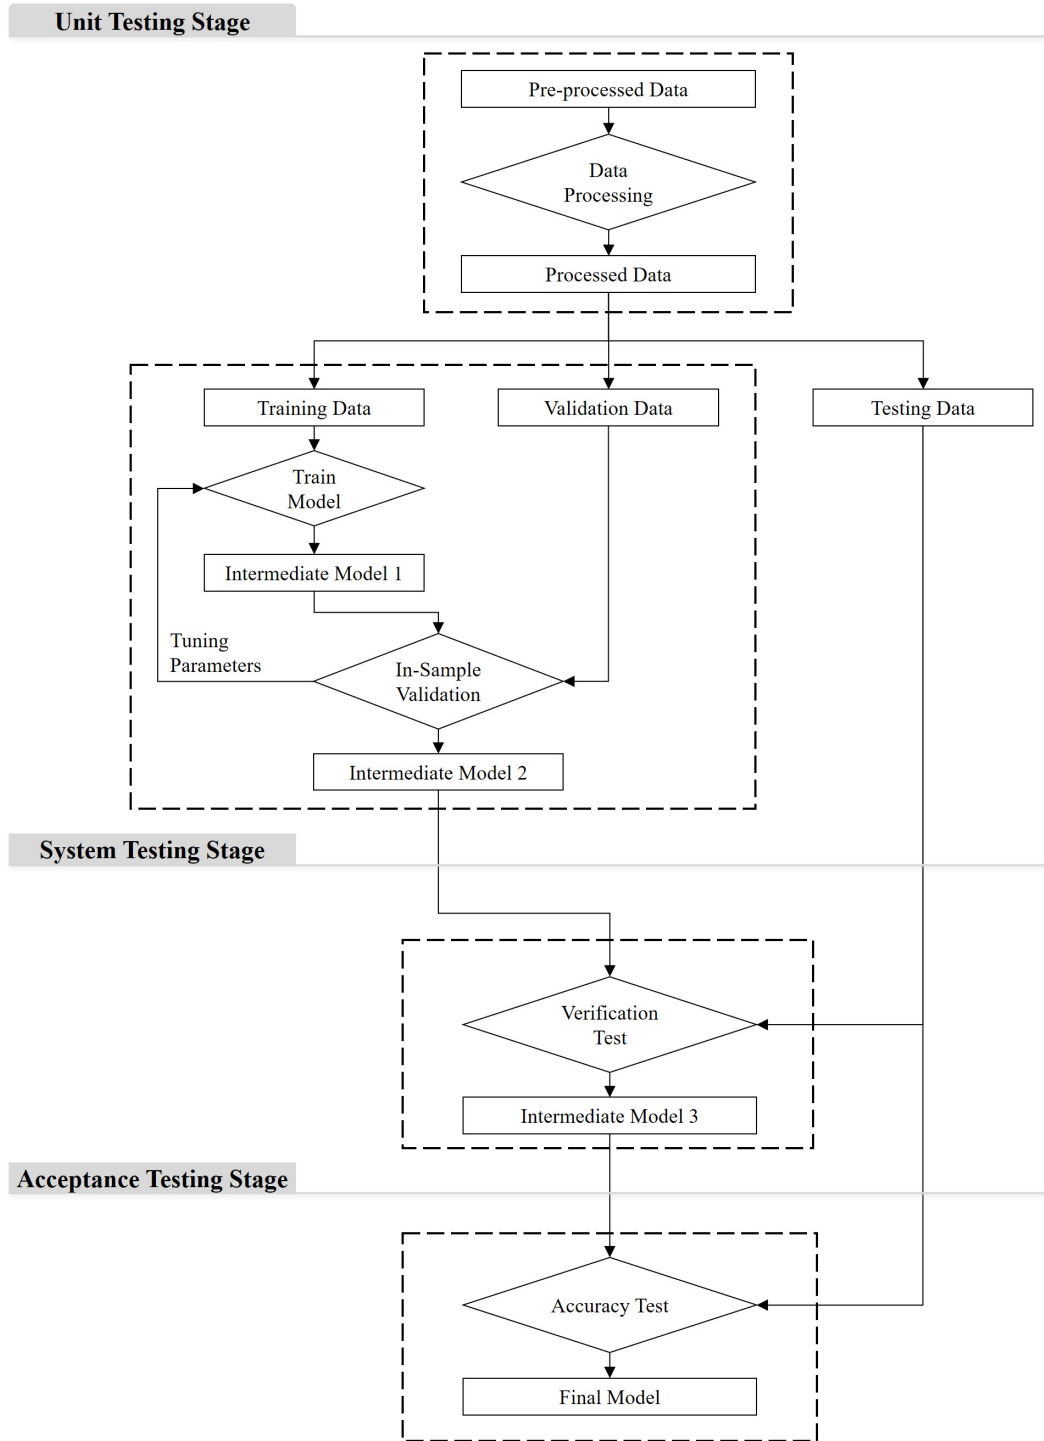 Unit Testing Stage
Pre-processed Data
Data
Processing
Processed Data
Training Data
Validation Data
Testing Data
Train
Model
Intermediate Model 1
Tuning
Parameters
In-Sample
Validation
Intermediate Model 2
System Testing Stage
Verification
Test
Intermediate Model 3
Acceptance Testing Stage
Accuracy Test
Final Model